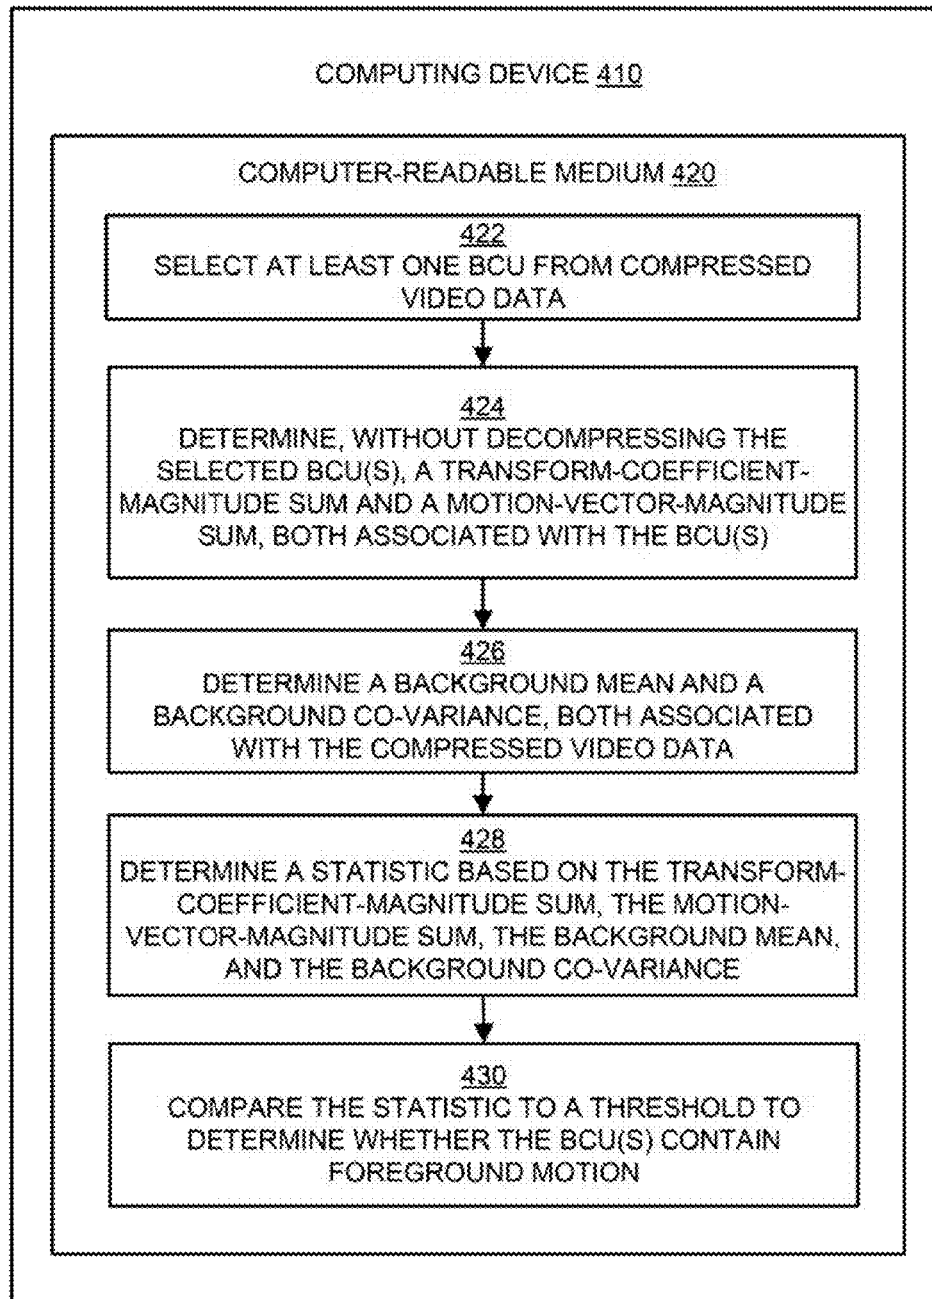 COMPUTING DEVICE 410
COMPUTER-READABLE MEDIUM 420
422
SELECT AT LEAST ONE BCU FROM COMPRESSED
VIDEO DATA
424
DETERMINE, WITHOUT DECOMPRESSING THE
SELECTED BCU(S), A TRANSFORM-COEFFICIENT-
MAGNITUDE SUM AND A MOTION-VECTOR-MAGNITUDE
SUM, BOTH ASSOCIATED WITH THE BCU(S)
426
DETERMINE A BACKGROUND MEAN AND A
BACKGROUND CO-VARIANCE, BOTH ASSOCIATED
WITH THE COMPRESSED VIDEO DATA
428
DETERMINE A STATISTIC BASED ON THE TRANSFORM-
COEFFICIENT-MAGNITUDE SUM, THE MOTION-
VECTOR-MAGNITUDE SUM, THE BACKGROUND MEAN,
AND THE BACKGROUND CO-VARIANCE
430
COMPARE THE STATISTIC TO A THRESHOLD TO
DETERMINE WHETHER THE BCU(S) CONTAIN
FOREGROUND MOTION